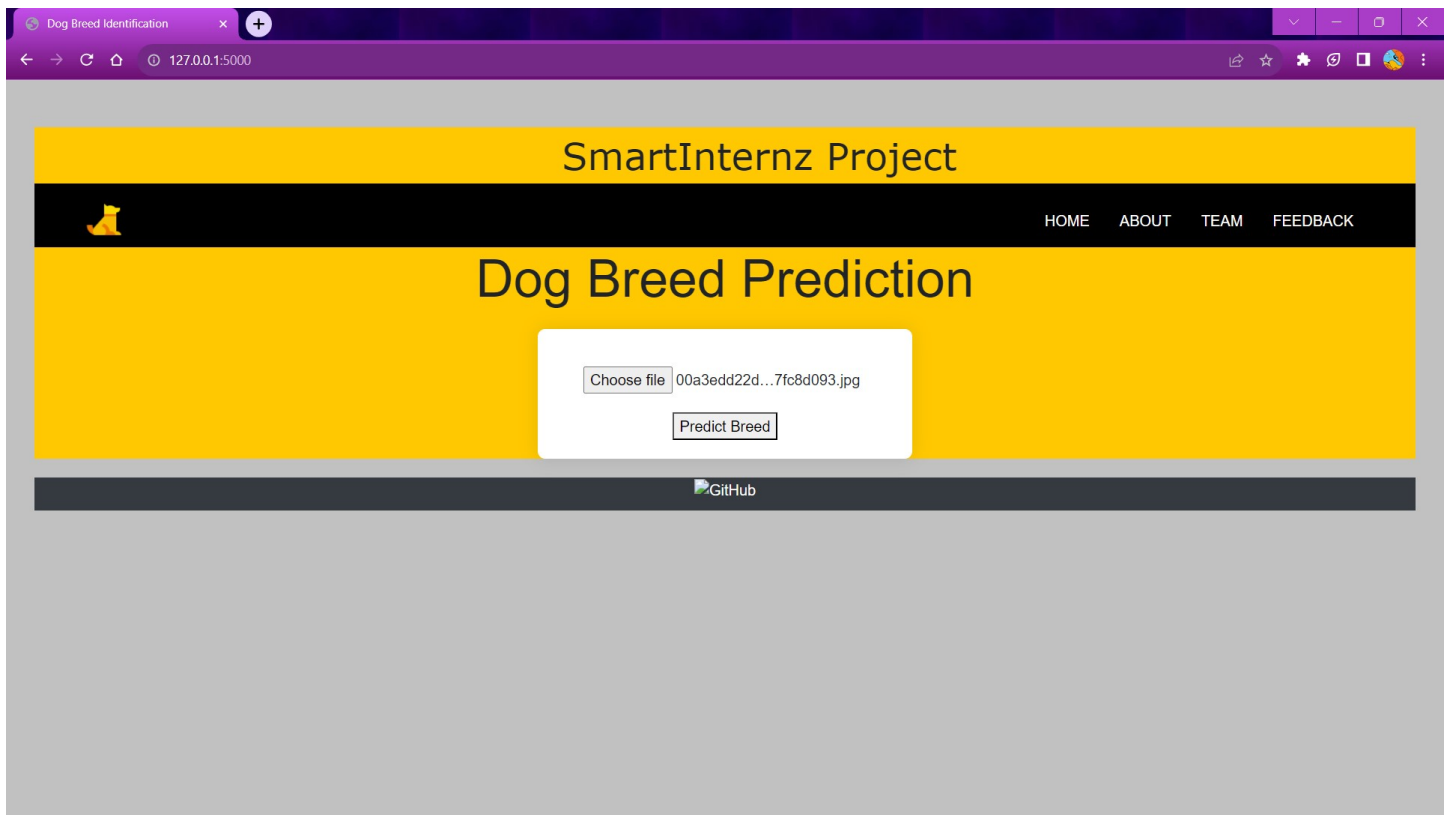 Dog Breed Identification
127.0.0.1:5000
SmartInternz Project
HOME ABOUT TEAM FEEDBACK
Dog Breed Prediction
Choose file 00a3edd22d…7fc8d093.jpg
Predict Breed
GitHub